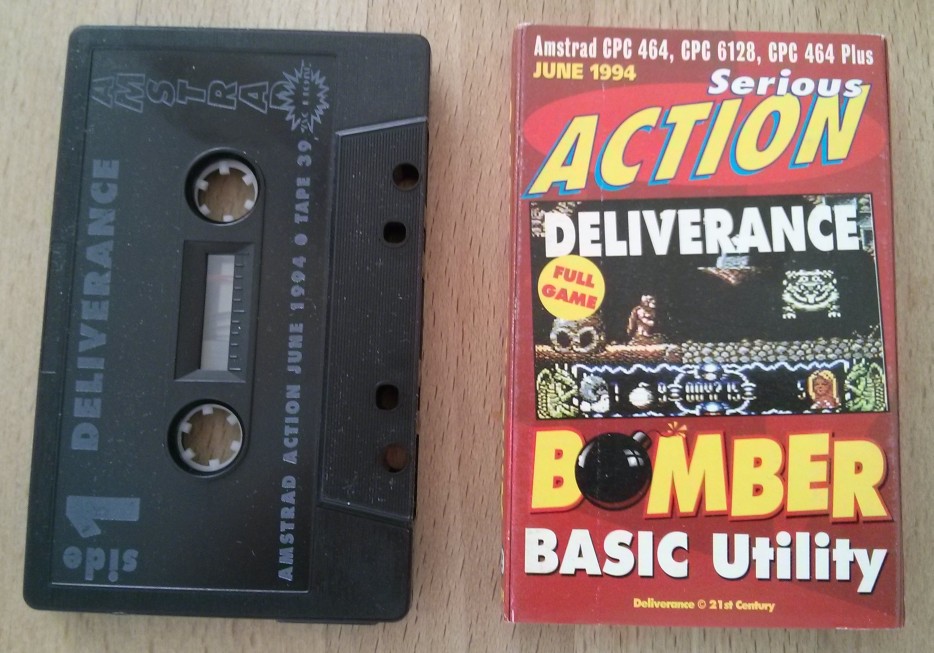 AMSTRAD
DELIVERANCE
side 1
AMSTRAD ACTION JUNE 1994 ● TAPE 39
Amstrad CPC 464, CPC 6128, CPC 464 Plus
JUNE 1994
Serious
ACTION
DELIVERANCE
FULL
GAME
BOMBER
BASIC Utility
Deliverance © 21st Century